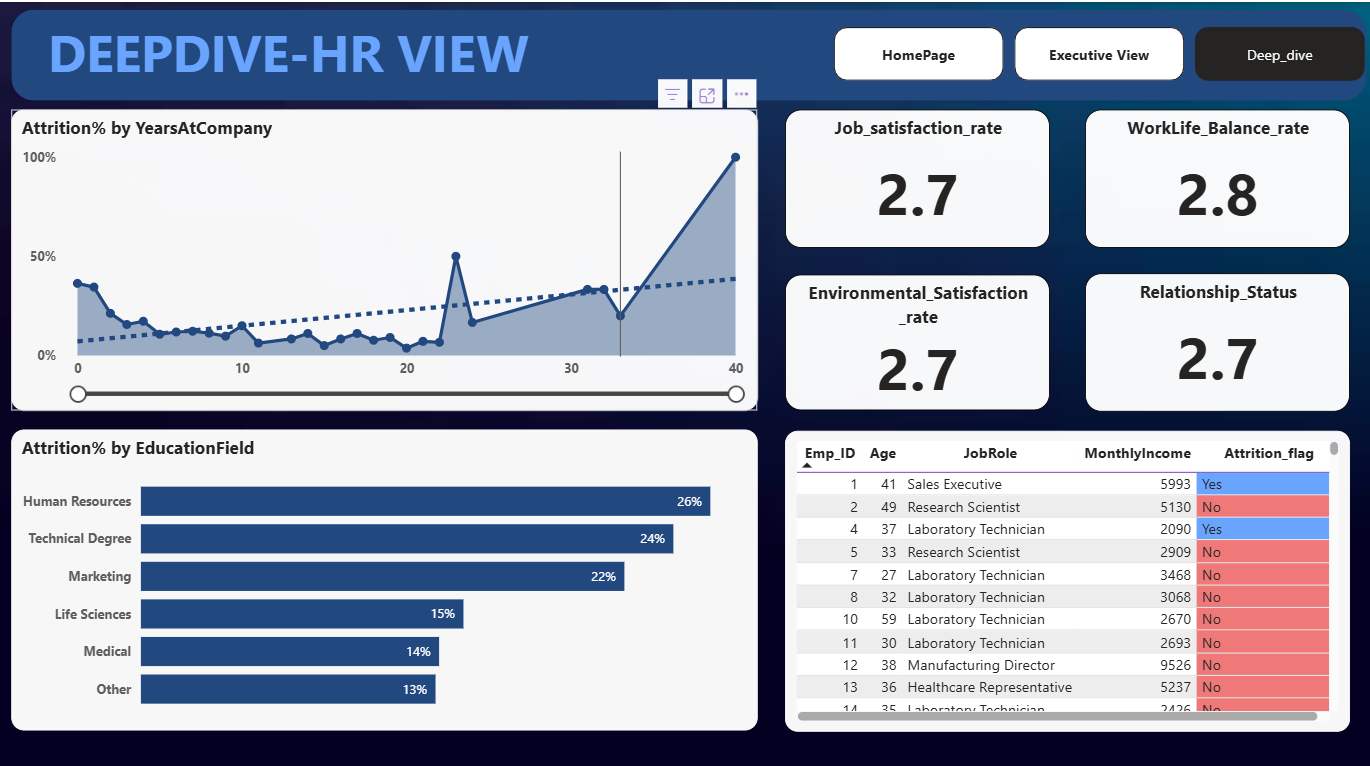 DEEPDIVE-HR VIEW
HomePage
Executive View
Deep_dive
Attrition% by YearsAtCompany
100%
50%
0%
0 10 20 30 40
Job_satisfaction_rate
2.7
WorkLife_Balance_rate
2.8
Environmental_Satisfaction
_rate
2.7
Relationship_Status
2.7
Attrition% by EducationField
Human Resources 26%
Technical Degree 24%
Marketing 22%
Life Sciences 15%
Medical 14%
Other 13%
Emp_ID Age JobRole MonthlyIncome Attrition_flag
1 41 Sales Executive 5993 Yes
2 49 Research Scientist 5130 No
4 37 Laboratory Technician 2090 Yes
5 33 Research Scientist 2909 No
7 27 Laboratory Technician 3468 No
8 32 Laboratory Technician 3068 No
10 59 Laboratory Technician 2670 No
11 30 Laboratory Technician 2693 No
12 38 Manufacturing Director 9526 No
13 36 Healthcare Representative 5237 No
14 35 Laboratory Technician 2426 No